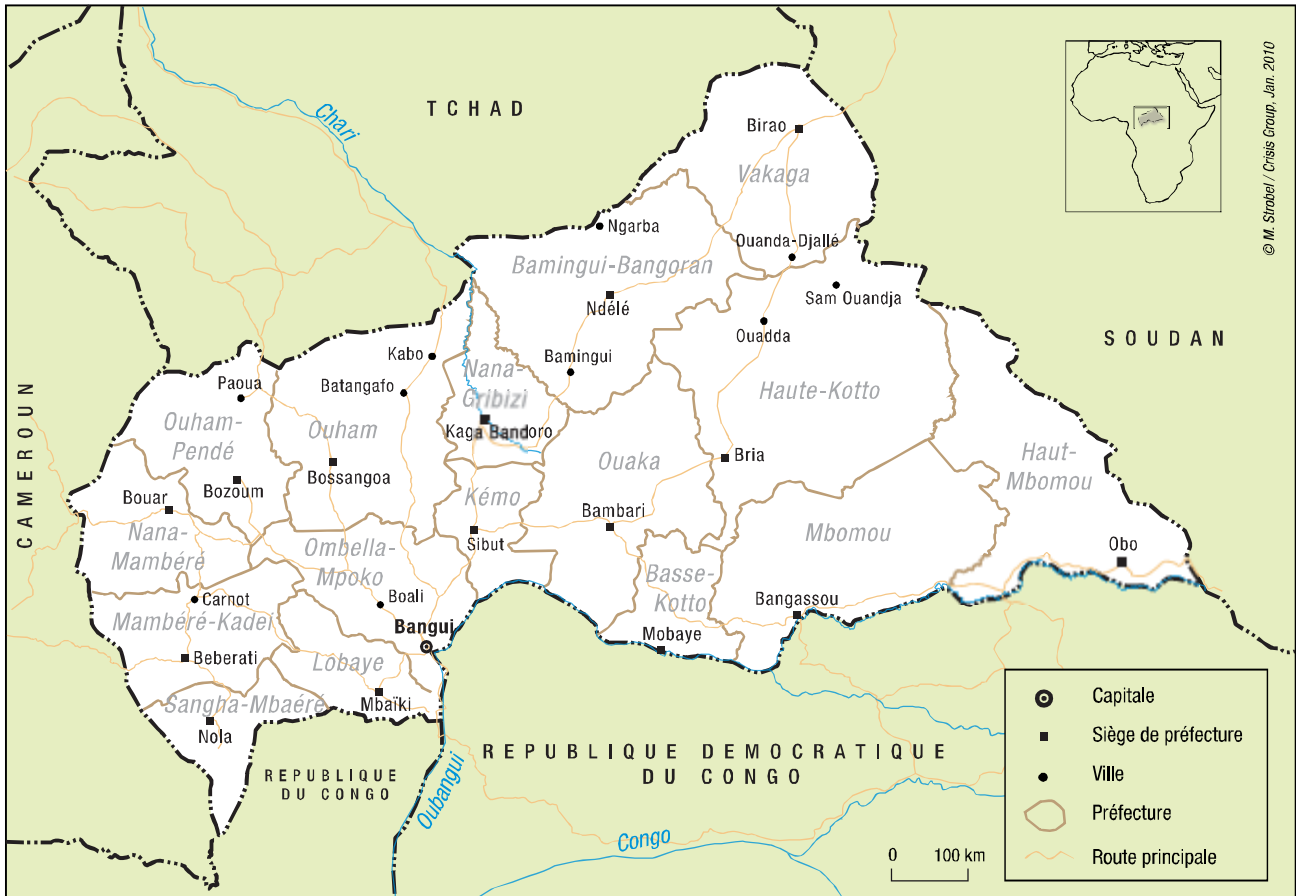 TCHAD
Chari
Birao
Vakaga
Ngarba
Ouanda-Djallé
Bamingui-Bangoran
Sam Ouandja
Ndélé
Ouadda
SOUDAN
Kabo
Bamingui
Nana-
Gribizi
Haute-Kotto
Paoua
Batangafo
Ouham-
Pendé
Ouham
Kaga Bandoro
Bossangoa
Ouaka
Bria
Haut-
Mbomou
CAMEROUN
Bozoum
Bouar
Kémo
Bambari
Mbomou
Nana-
Mambéré
Ombella-
Mpoko
Sibut
Obo
Basse-
Kotto
Carnot
Boali
Bangassou
Mambéré-Kadei
Bangui
Mobaye
Beberati
Lobaye
Sangha-Mbaéré
Mbaïki
Nola
REPUBLIQUE
DU CONGO
Oubangui
REPUBLIQUE DEMOCRATIQUE
DU CONGO
Congo
0 100 km
Capitale
Siège de préfecture
Ville
Préfecture
Route principale
© M. Strobel / Crisis Group, Jan. 2010